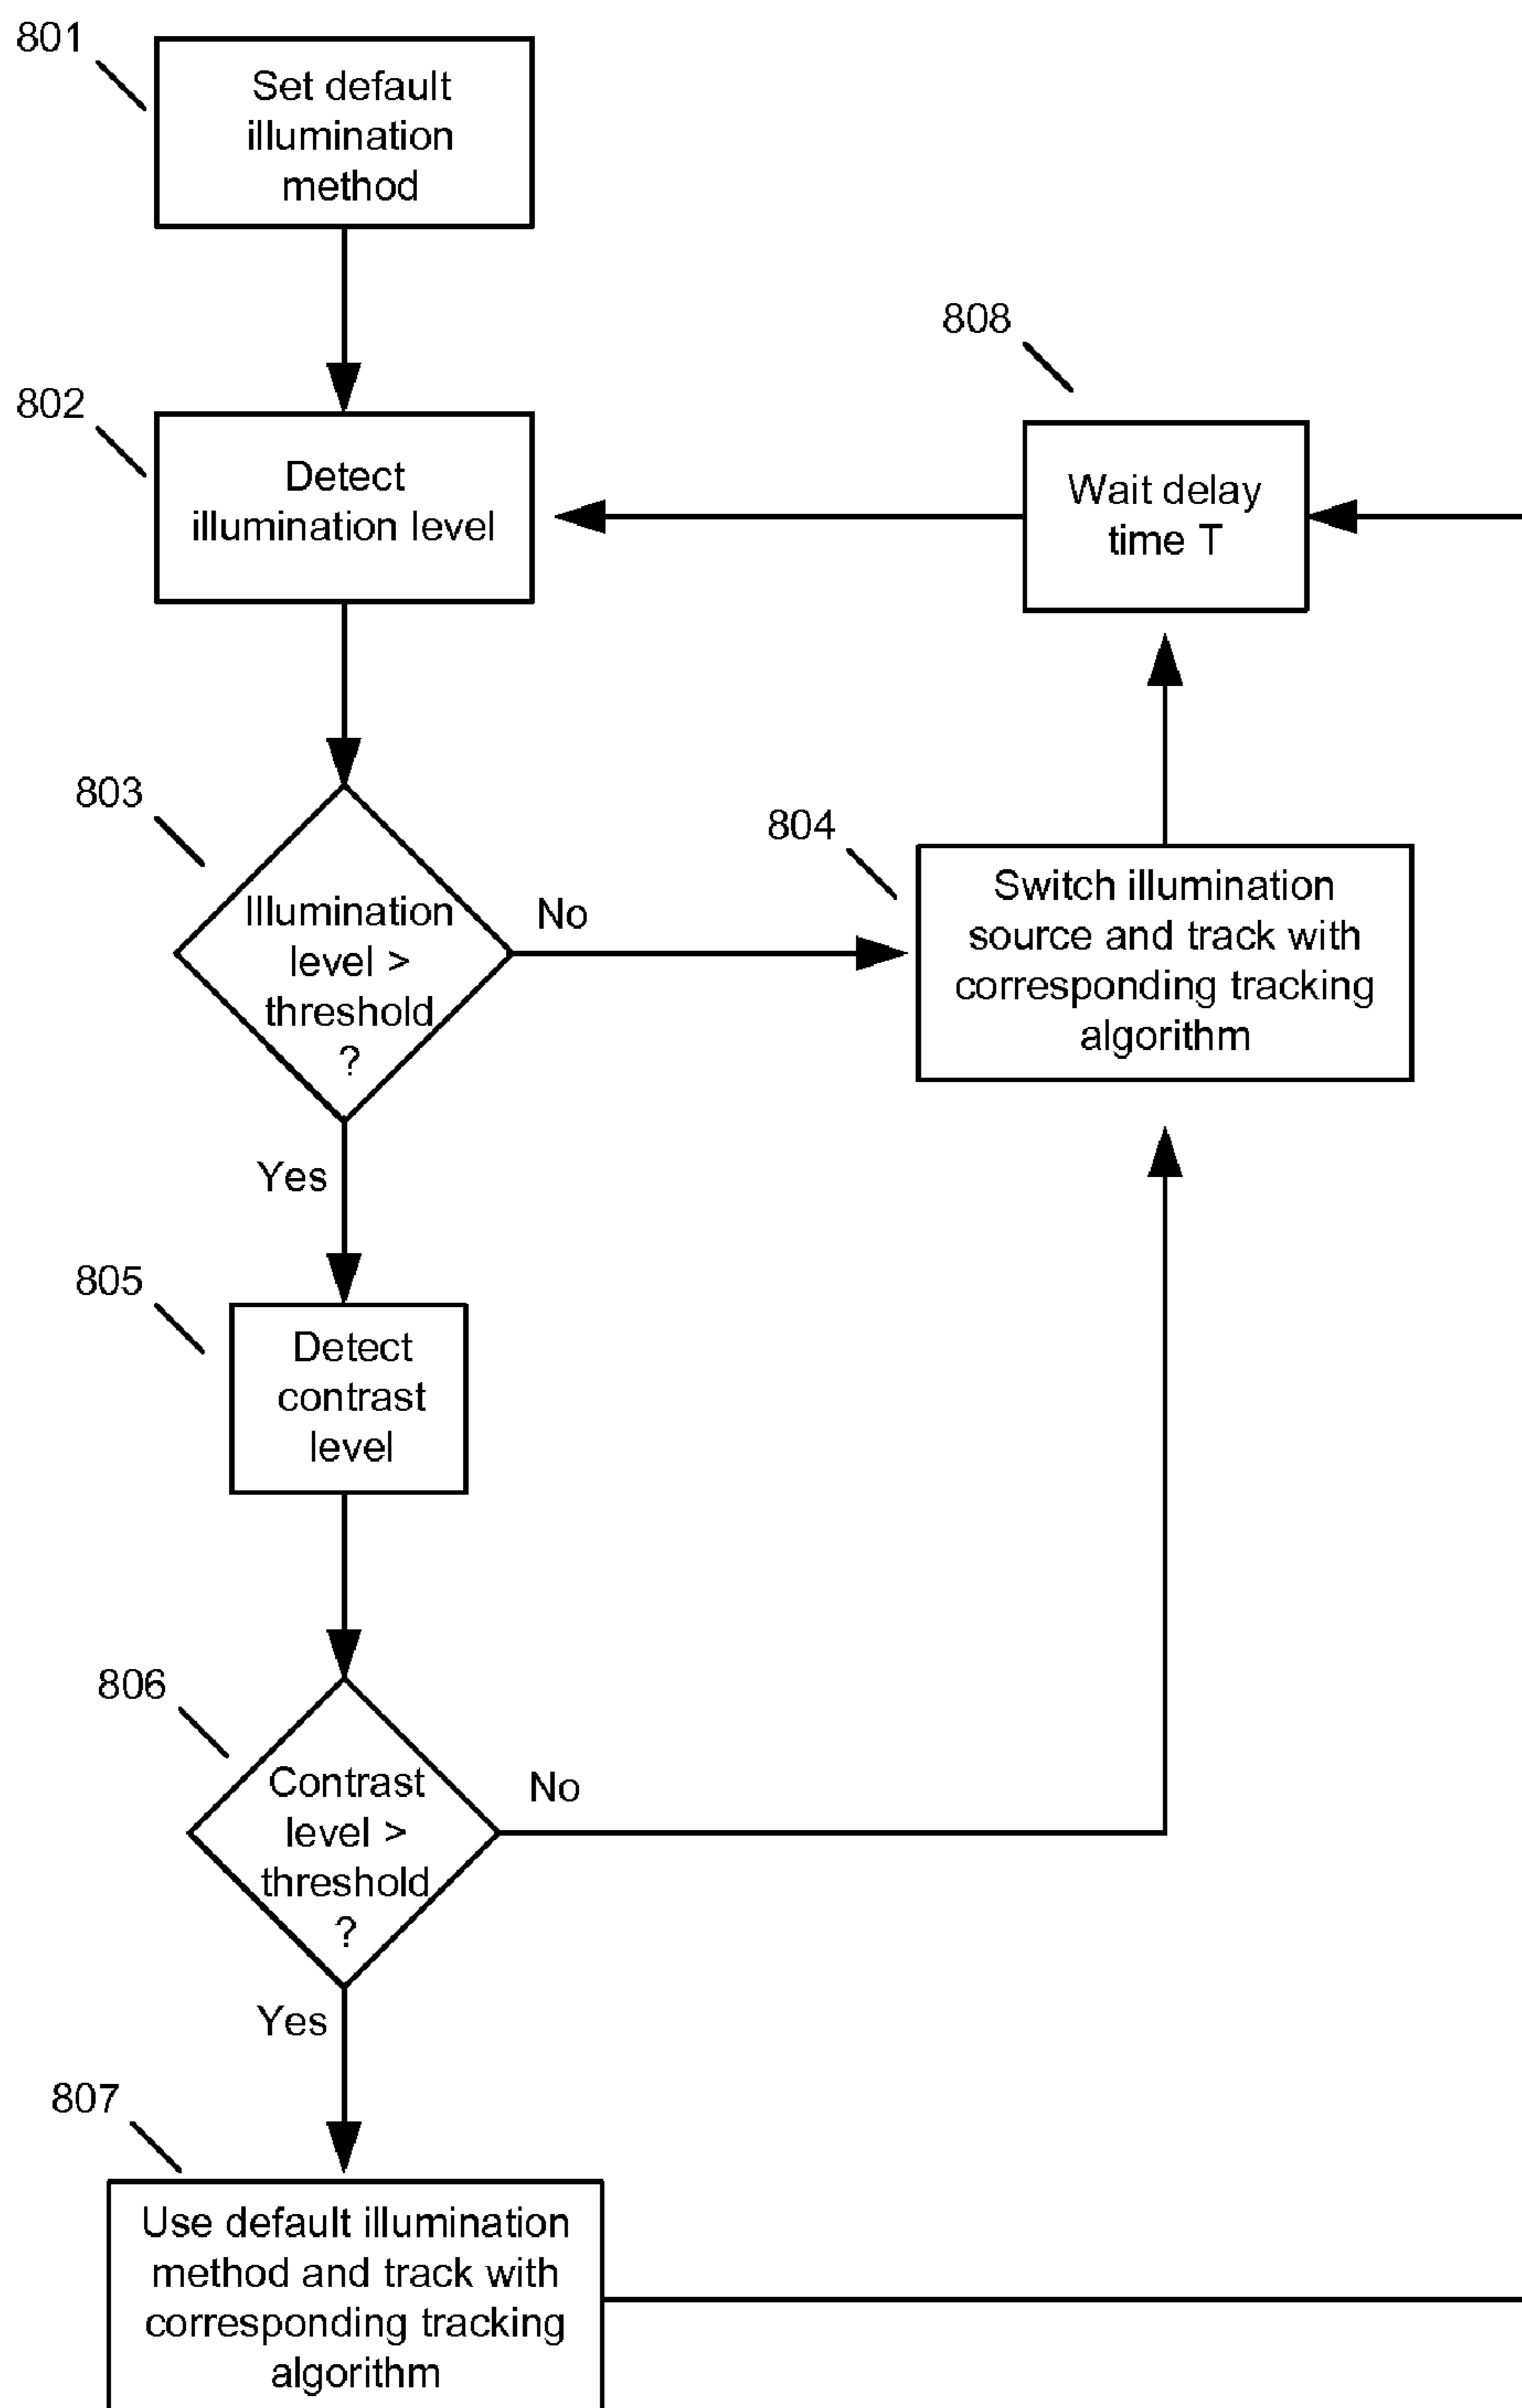 801
Set default
illumination
method
802
Detect
illumination level
808
Wait delay
time T
803
Illumination
level >
threshold
?
No
804
Switch illumination
source and track with
corresponding tracking
algorithm
Yes
805
Detect
contrast
level
806
Contrast
level >
threshold
?
No
Yes
807
Use default illumination
method and track with
corresponding tracking
algorithm